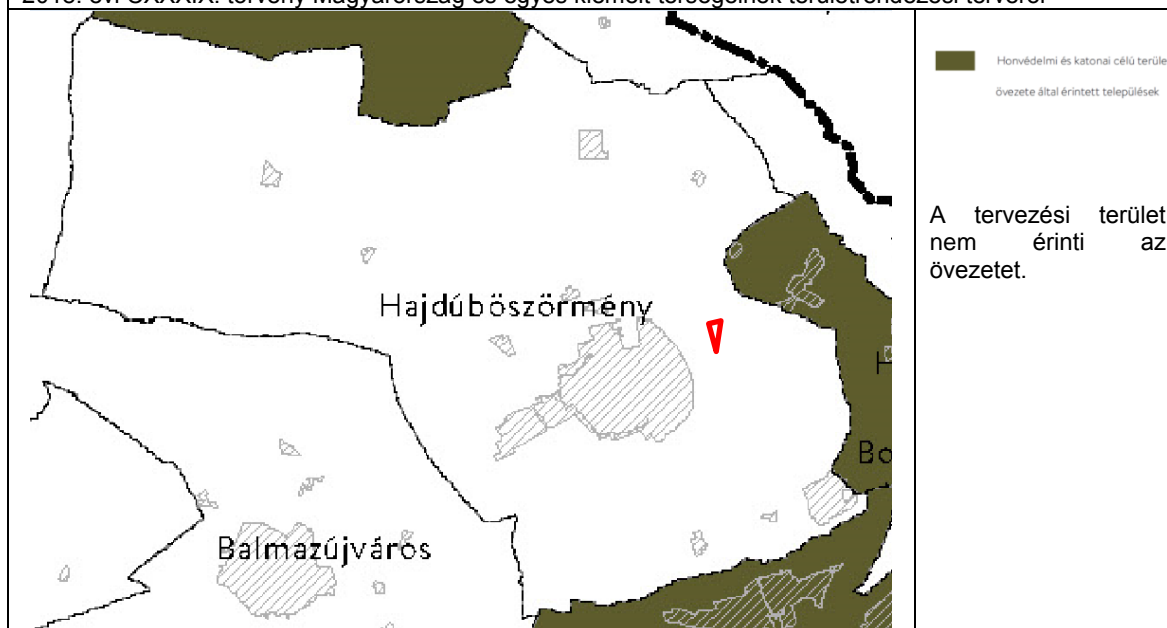 Honvédelmi és katonai célú terüle
övezete által érintett települések
A tervezési terület
nem érinti az
övezetet.
Hajdúböszörmény
H
Bo
Balmazújváros